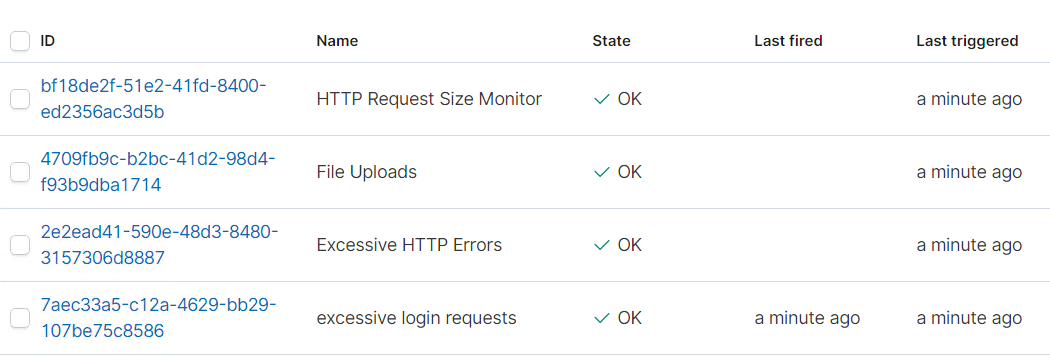 ID Name State Last fired Last triggered
bf18de2f-51e2-41fd-8400-
ed2356ac3d5b
HTTP Request Size Monitor OK a minute ago
4709fb9c-b2bc-41d2-98d4-
f93b9dba1714
File Uploads OK a minute ago
2e2ead41-590e-48d3-8480-
3157306d8887
Excessive HTTP Errors OK a minute ago
7aec33a5-c12a-4629-bb29-
107be75c8586
excessive login requests OK a minute ago a minute ago